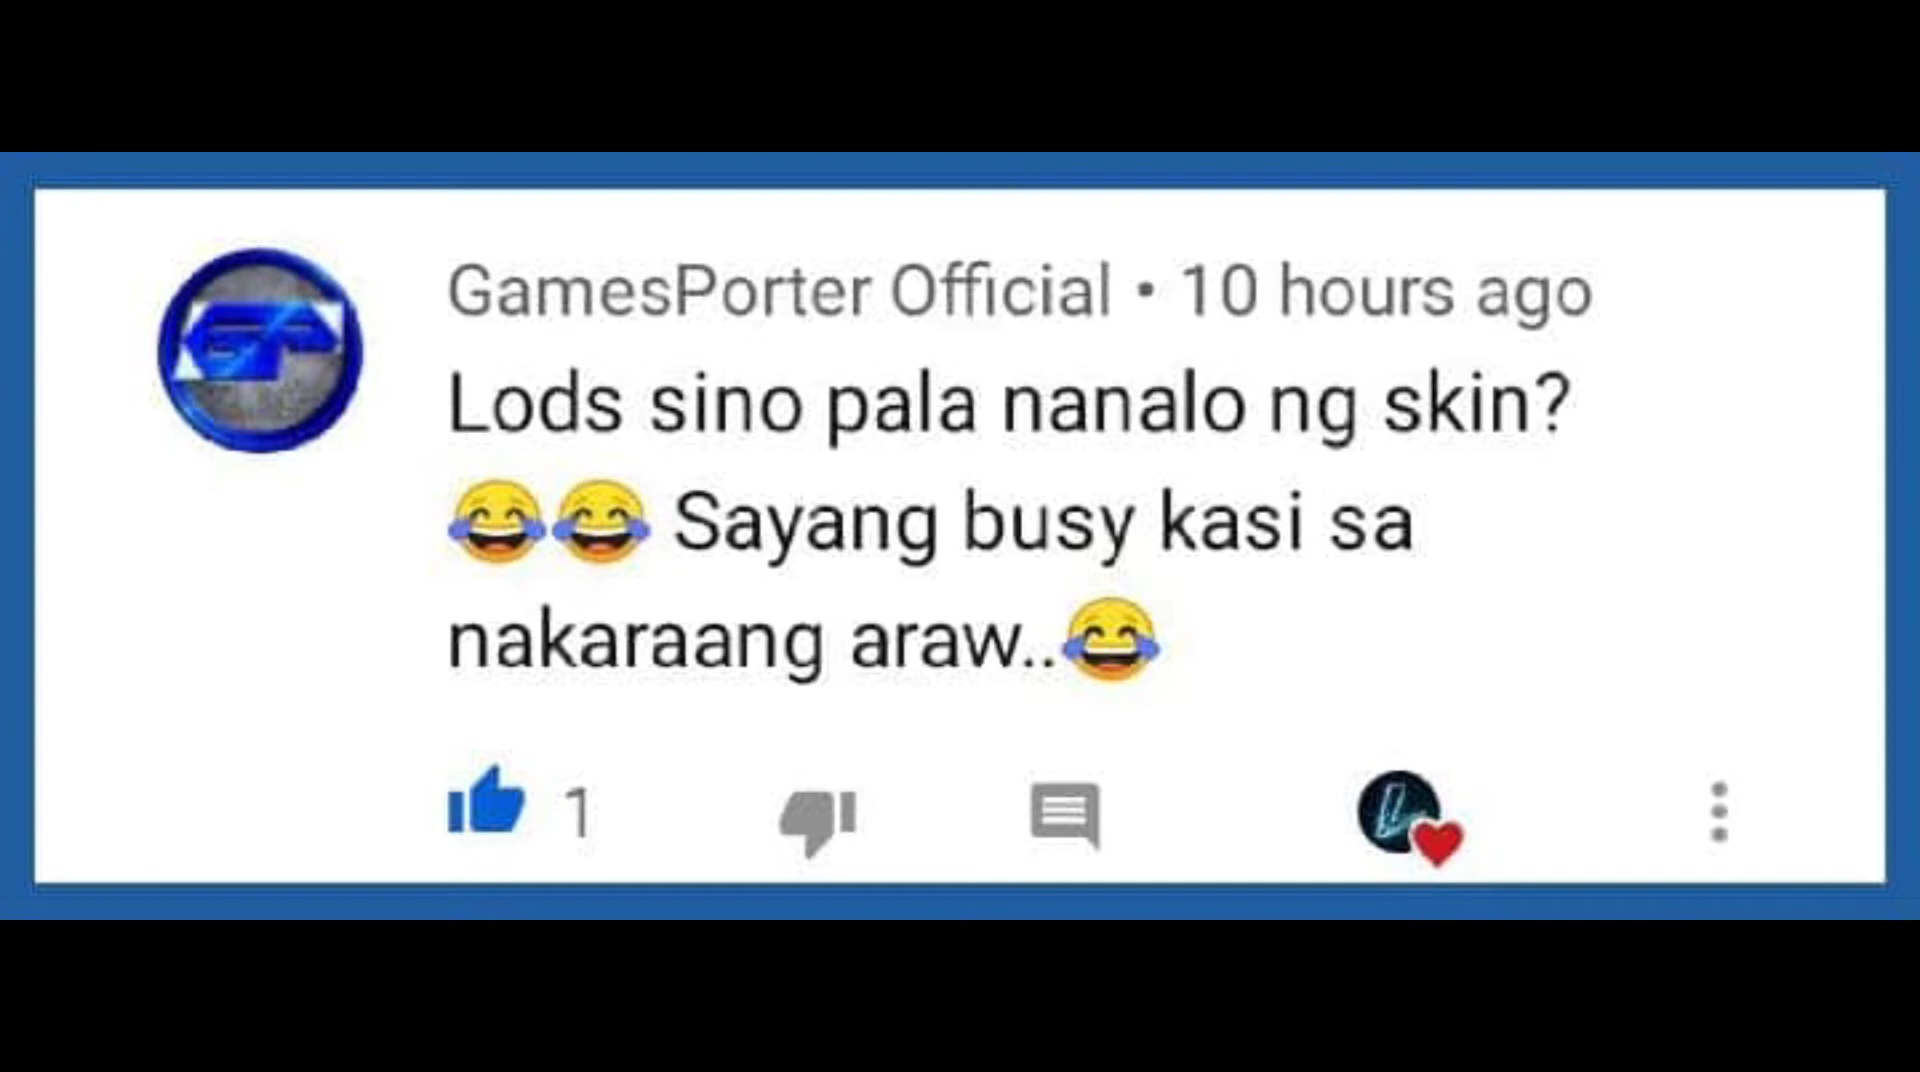 GamesPorter Official • 10 hours ago
Lods sino pala nanalo ng skin?
😂😂 Sayang busy kasi sa
nakaraang araw..😂
1